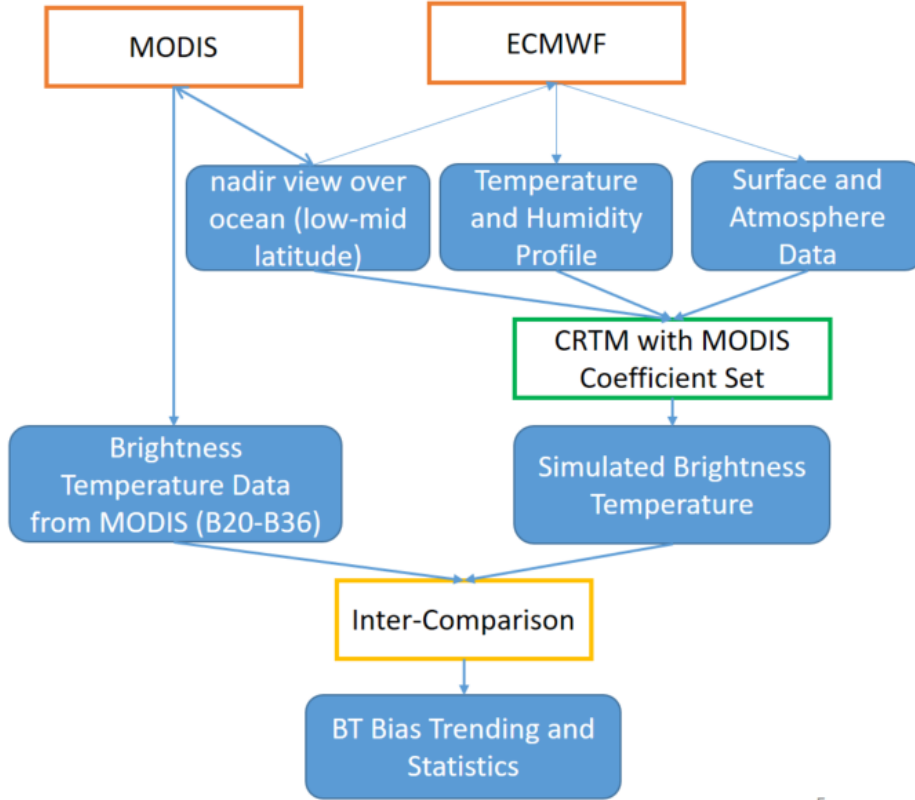 MODIS
ECMWF
nadir view over
ocean (low-mid
latitude)
Temperature
and Humidity
Profile
Surface and
Atmosphere
Data
CRTM with MODIS
Coefficient Set
Brightness
Temperature Data
from MODIS (B20-B36)
Simulated Brightness
Temperature
Inter-Comparison
BT Bias Trending and
Statistics